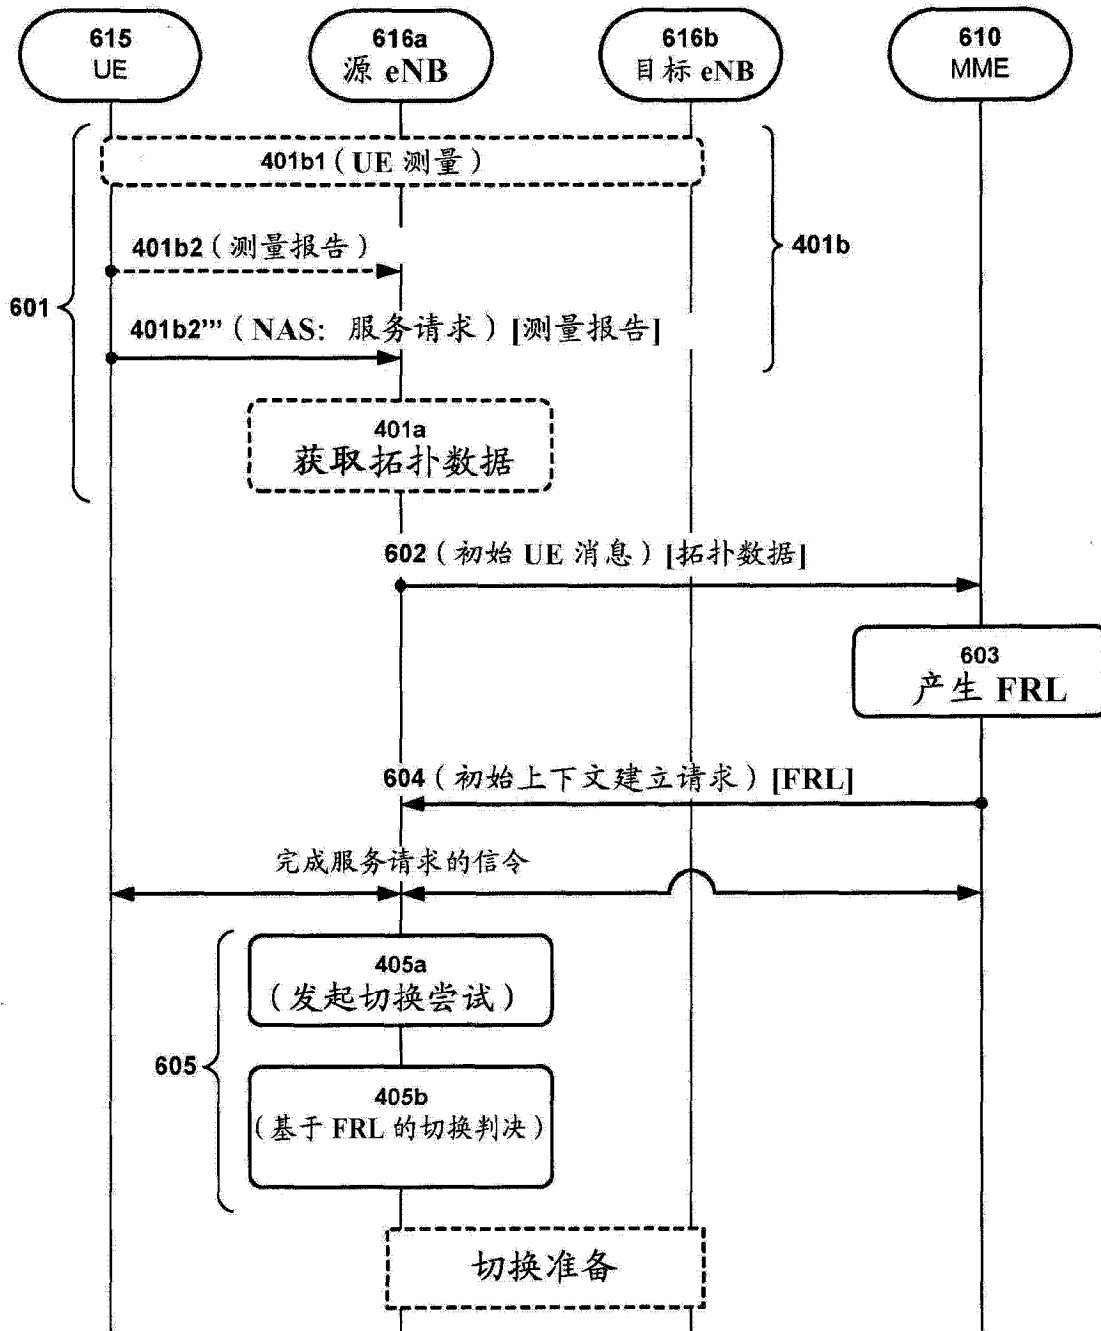 615
UE
616a
源 eNB
616b
目标 eNB
610
MME
401b1（UE 测量）
401b2（测量报告）
401b
601
401b2'''（NAS: 服务请求）[测量报告]
401a
获取拓扑数据
602（初始 UE 消息）[拓扑数据]
603
产生 FRL
604（初始上下文建立请求）[FRL]
完成服务请求的信令
405a
（发起切换尝试）
605
405b
（基于 FRL 的切换判决）
切换准备